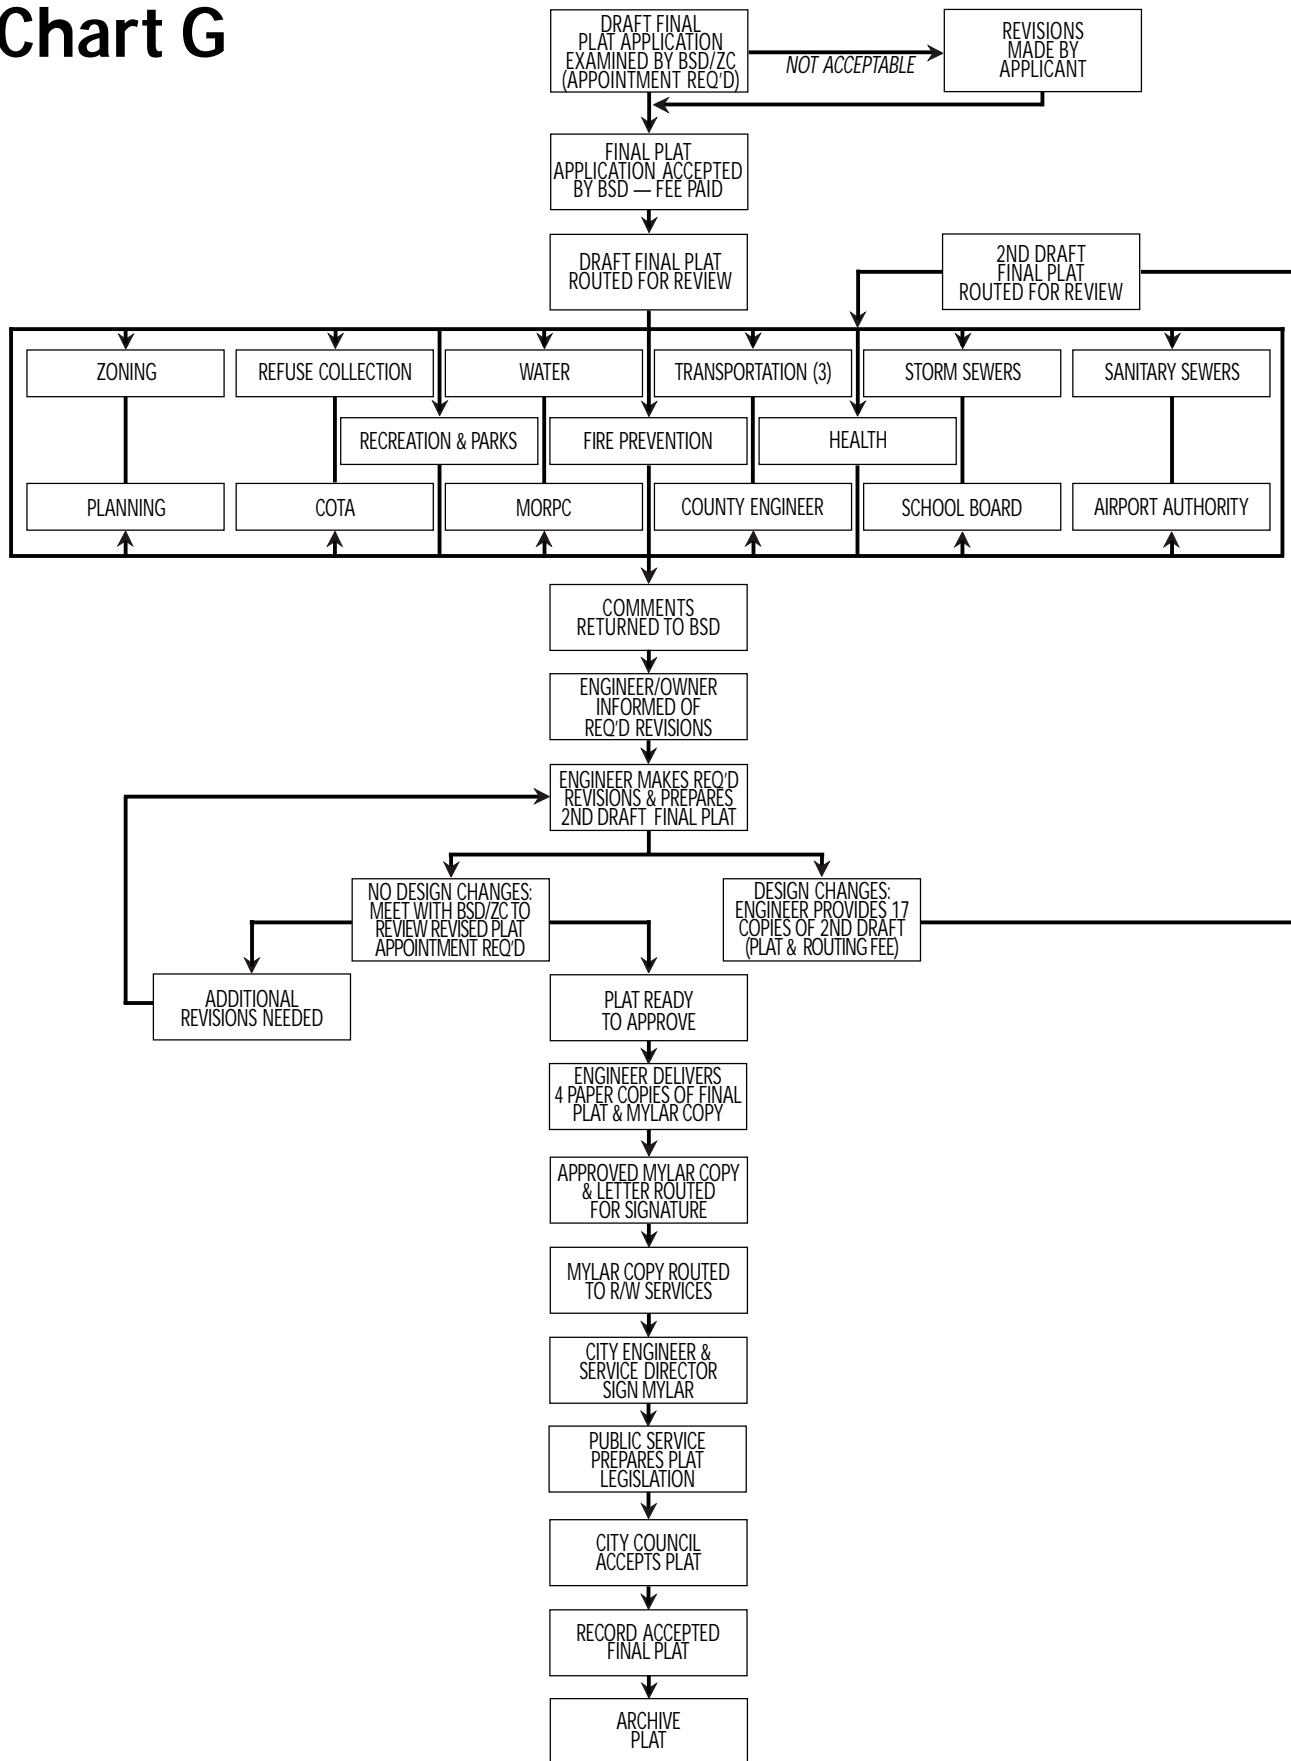 Chart G
DRAFT FINAL
PLAT APPLICATION
EXAMINED BY BSD/ZC
(APPOINTMENT REQ'D)
NOT ACCEPTABLE
REVISIONS
MADE BY
APPLICANT
FINAL PLAT
APPLICATION ACCEPTED
BY BSD — FEE PAID
DRAFT FINAL PLAT
ROUTED FOR REVIEW
2ND DRAFT
FINAL PLAT
ROUTED FOR REVIEW
ZONING
REFUSE COLLECTION
WATER
TRANSPORTATION (3)
STORM SEWERS
SANITARY SEWERS
RECREATION & PARKS
FIRE PREVENTION
HEALTH
PLANNING
COTA
MORPC
COUNTY ENGINEER
SCHOOL BOARD
AIRPORT AUTHORITY
COMMENTS
RETURNED TO BSD
ENGINEER/OWNER
INFORMED OF
REQ'D REVISIONS
ENGINEER MAKES REQ'D
REVISIONS & PREPARES
2ND DRAFT FINAL PLAT
NO DESIGN CHANGES:
MEET WITH BSD/ZC TO
REVIEW REVISED PLAT
APPOINTMENT REQ'D
DESIGN CHANGES:
ENGINEER PROVIDES 17
COPIES OF 2ND DRAFT
(PLAT & ROUTING FEE)
ADDITIONAL
REVISIONS NEEDED
PLAT READY
TO APPROVE
ENGINEER DELIVERS
4 PAPER COPIES OF FINAL
PLAT & MYLAR COPY
APPROVED MYLAR COPY
& LETTER ROUTED
FOR SIGNATURE
MYLAR COPY ROUTED
TO R/W SERVICES
CITY ENGINEER &
SERVICE DIRECTOR
SIGN MYLAR
PUBLIC SERVICE
PREPARES PLAT
LEGISLATION
CITY COUNCIL
ACCEPTS PLAT
RECORD ACCEPTED
FINAL PLAT
ARCHIVE
PLAT